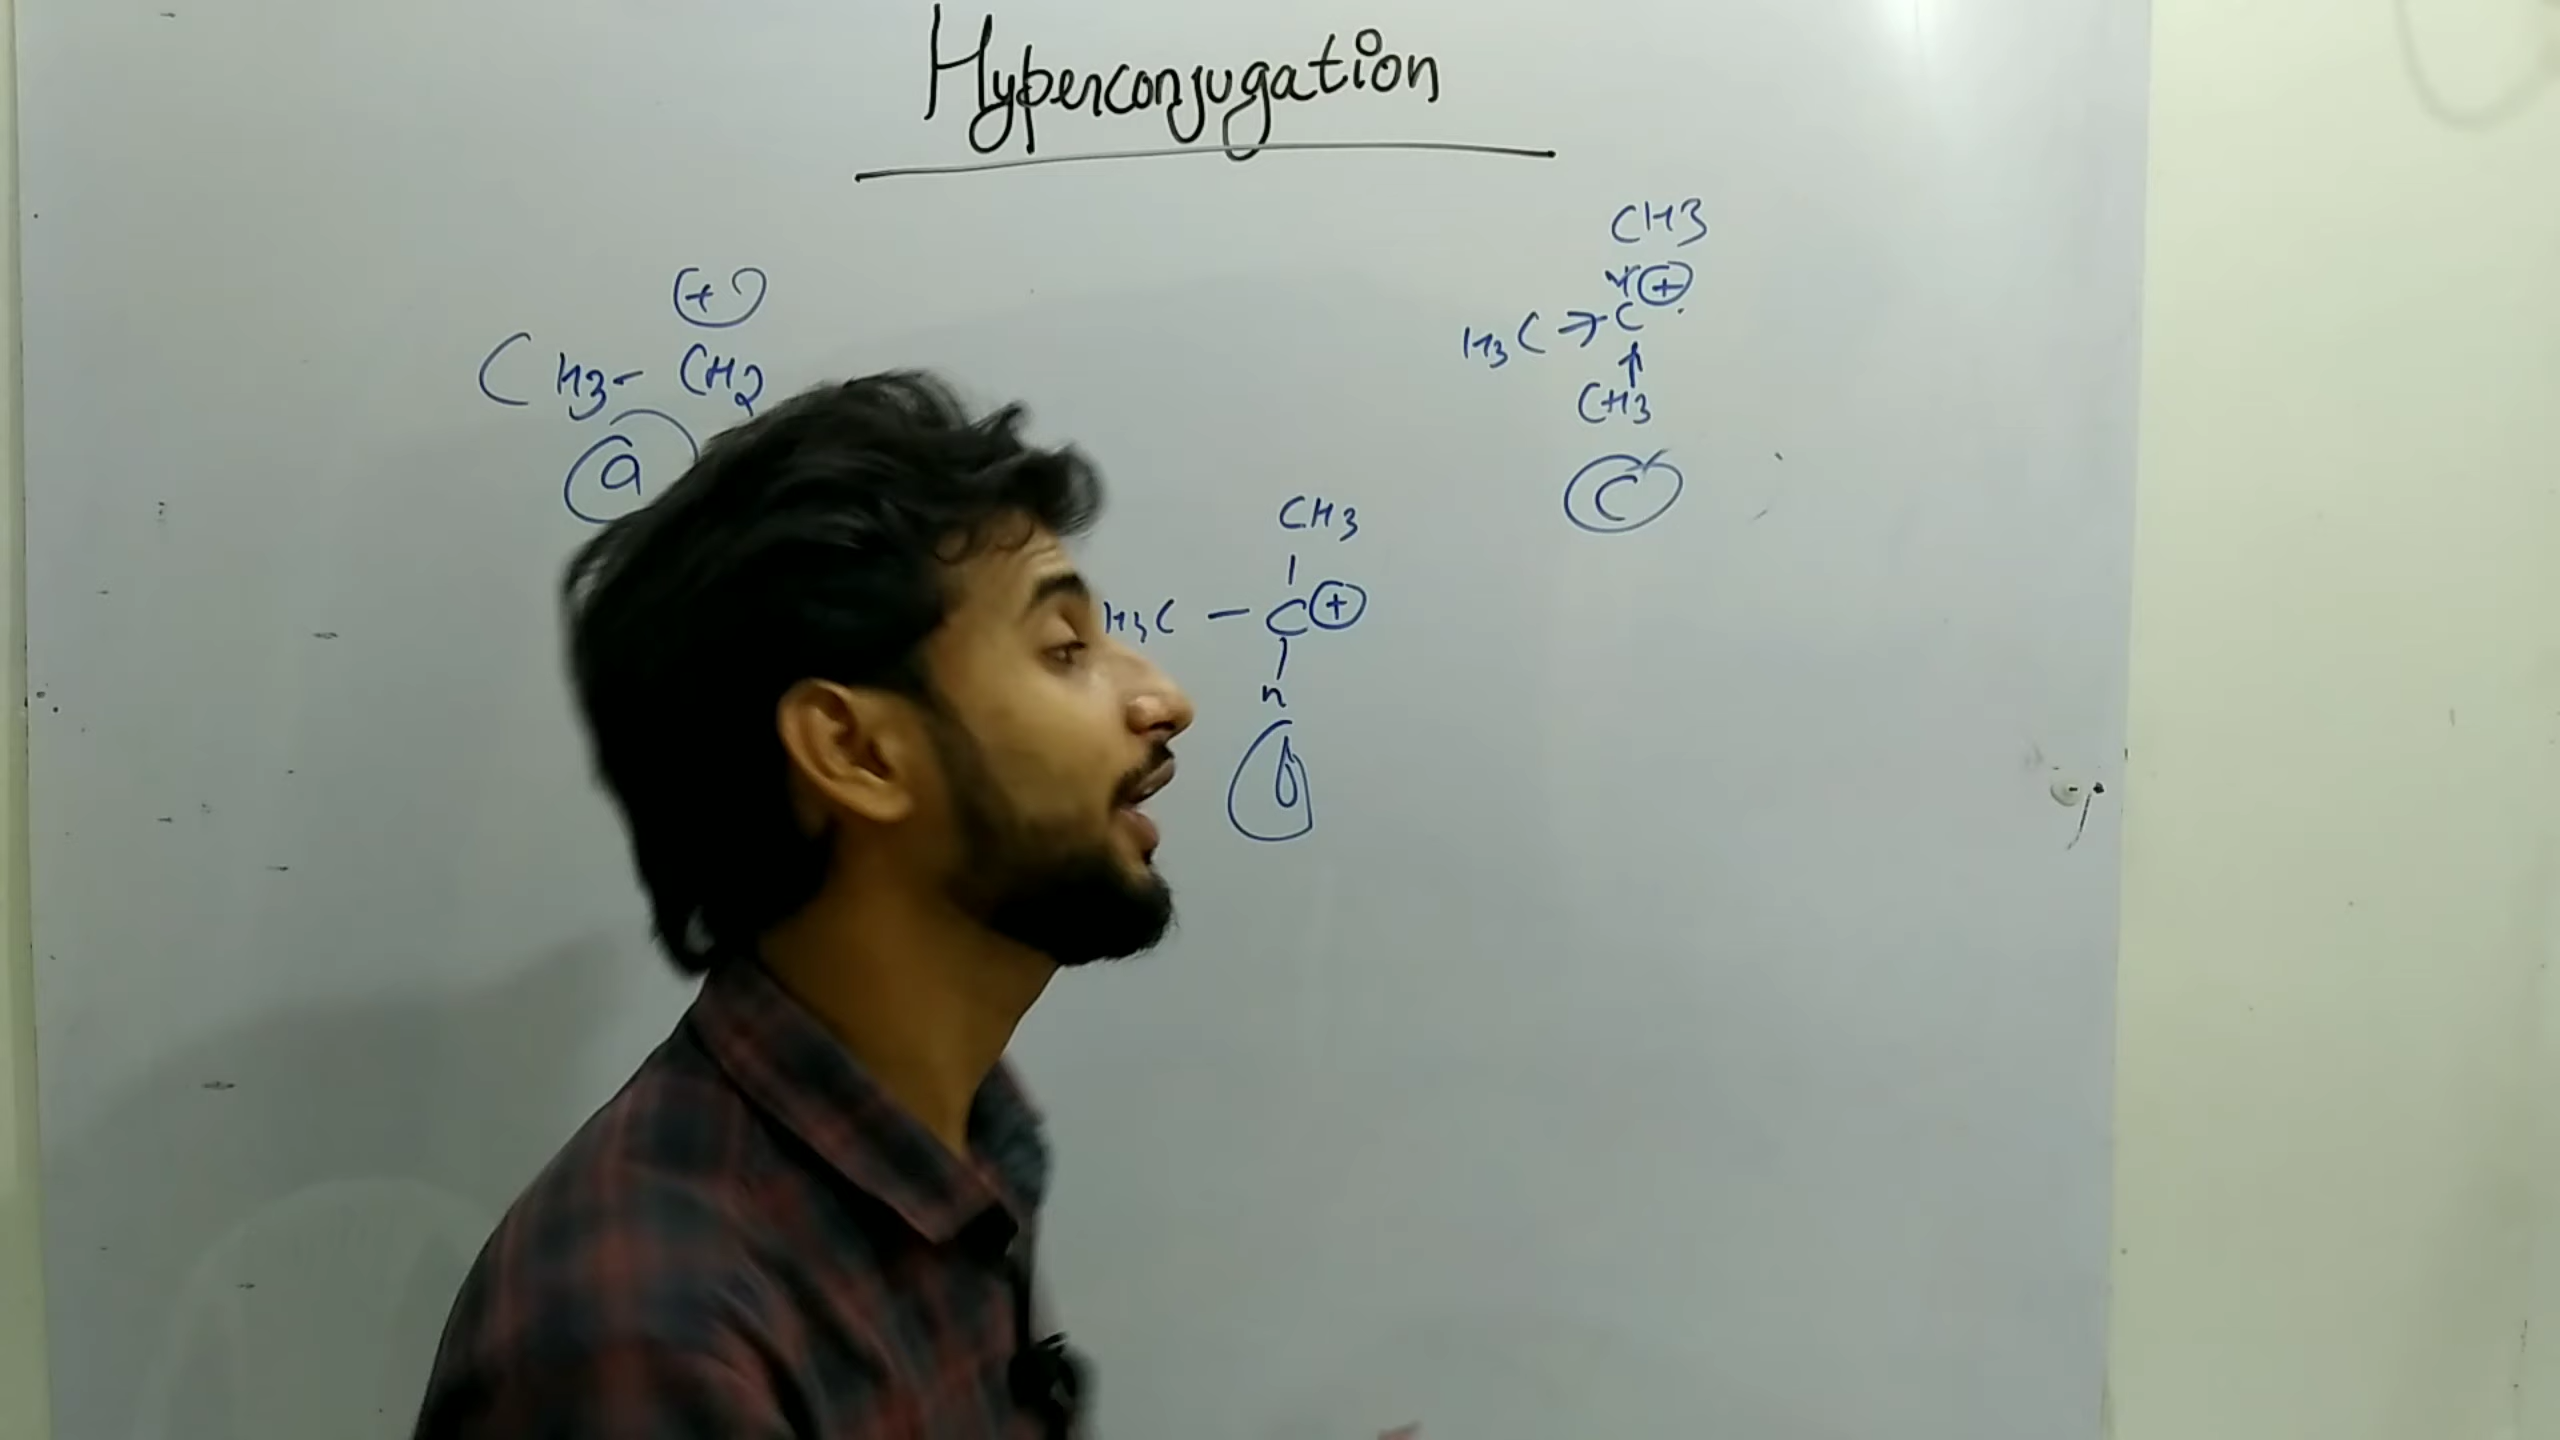 Hyperconjugation
+
CH3- CH2
a
CH3
+
H3C → C
↑
CH3
C
CH3
|
H3C - C +
|
H
b